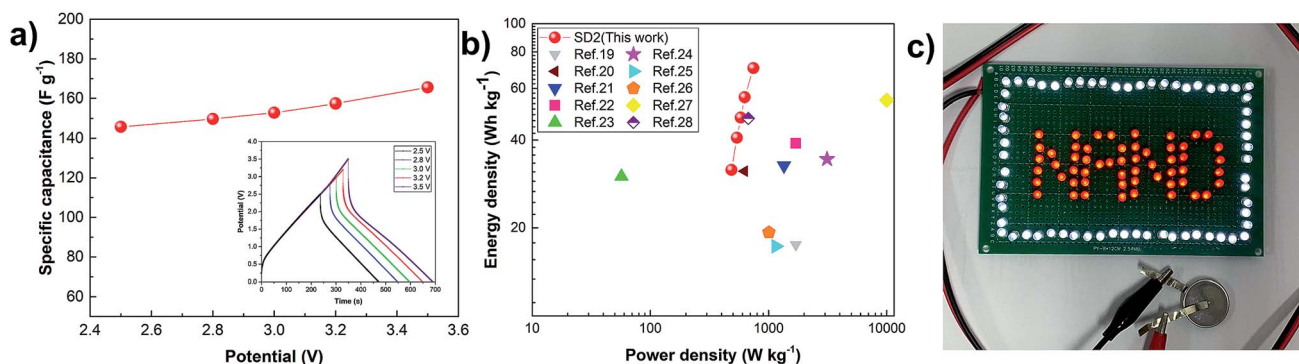 a)
Specific capacitance (F g⁻¹)
200
180
160
140
120
100
80
60
2.4 2.6 2.8 3.0 3.2 3.4 3.6
Potential (V)
Potential (V)
4.0
3.5
3.0
2.5
2.0
1.5
1.0
0.5
0.0
0 100 200 300 400 500 600 700
Time (s)
2.5 V
2.8 V
3.0 V
3.2 V
3.5 V
b)
Energy density (Wh kg⁻¹)
100
80
60
40
20
10 100 1000 10000
Power density (W kg⁻¹)
SD2(This work)
Ref.19 Ref.24
Ref.20 Ref.25
Ref.21 Ref.26
Ref.22 Ref.27
Ref.23 Ref.28
c)
NANO